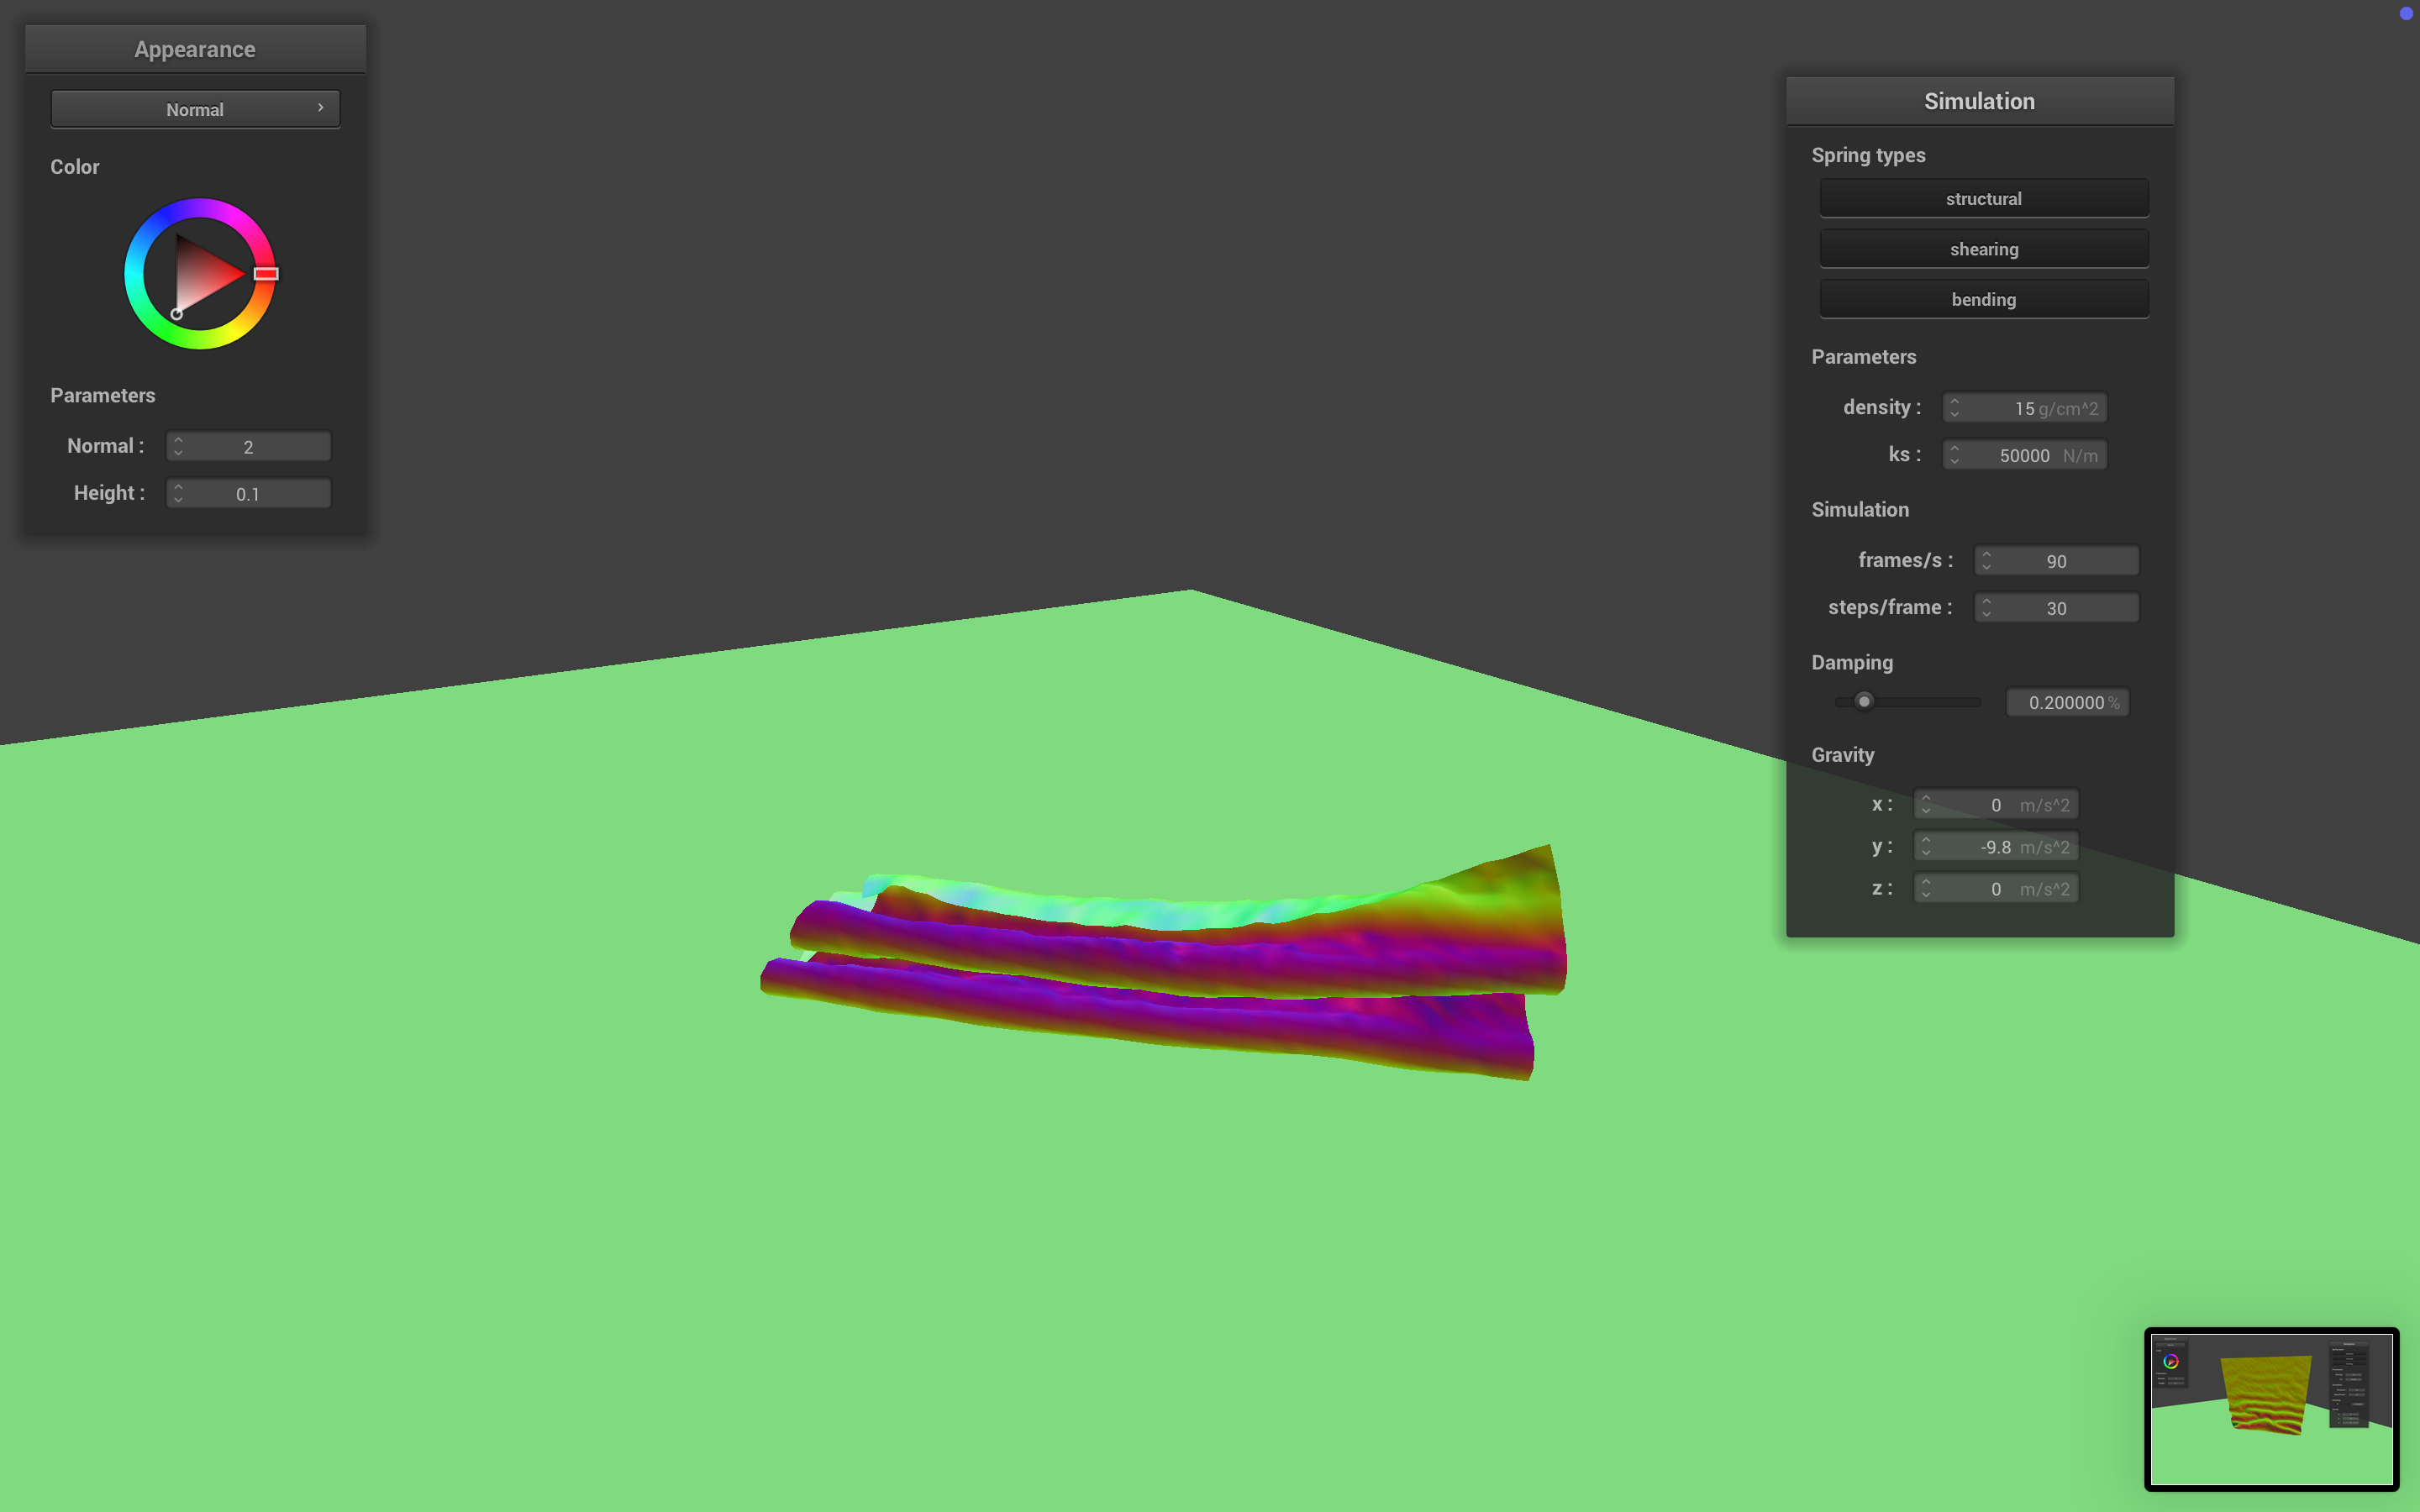 Appearance
Normal
Color
Parameters
Normal : 2
Height : 0.1
Simulation
Spring types
structural
shearing
bending
Parameters
density : 15 g/cm^2
ks : 50000 N/m
Simulation
frames/s : 90
steps/frame : 30
Damping
0.200000 %
Gravity
x : 0 m/s^2
y : -9.8 m/s^2
z : 0 m/s^2